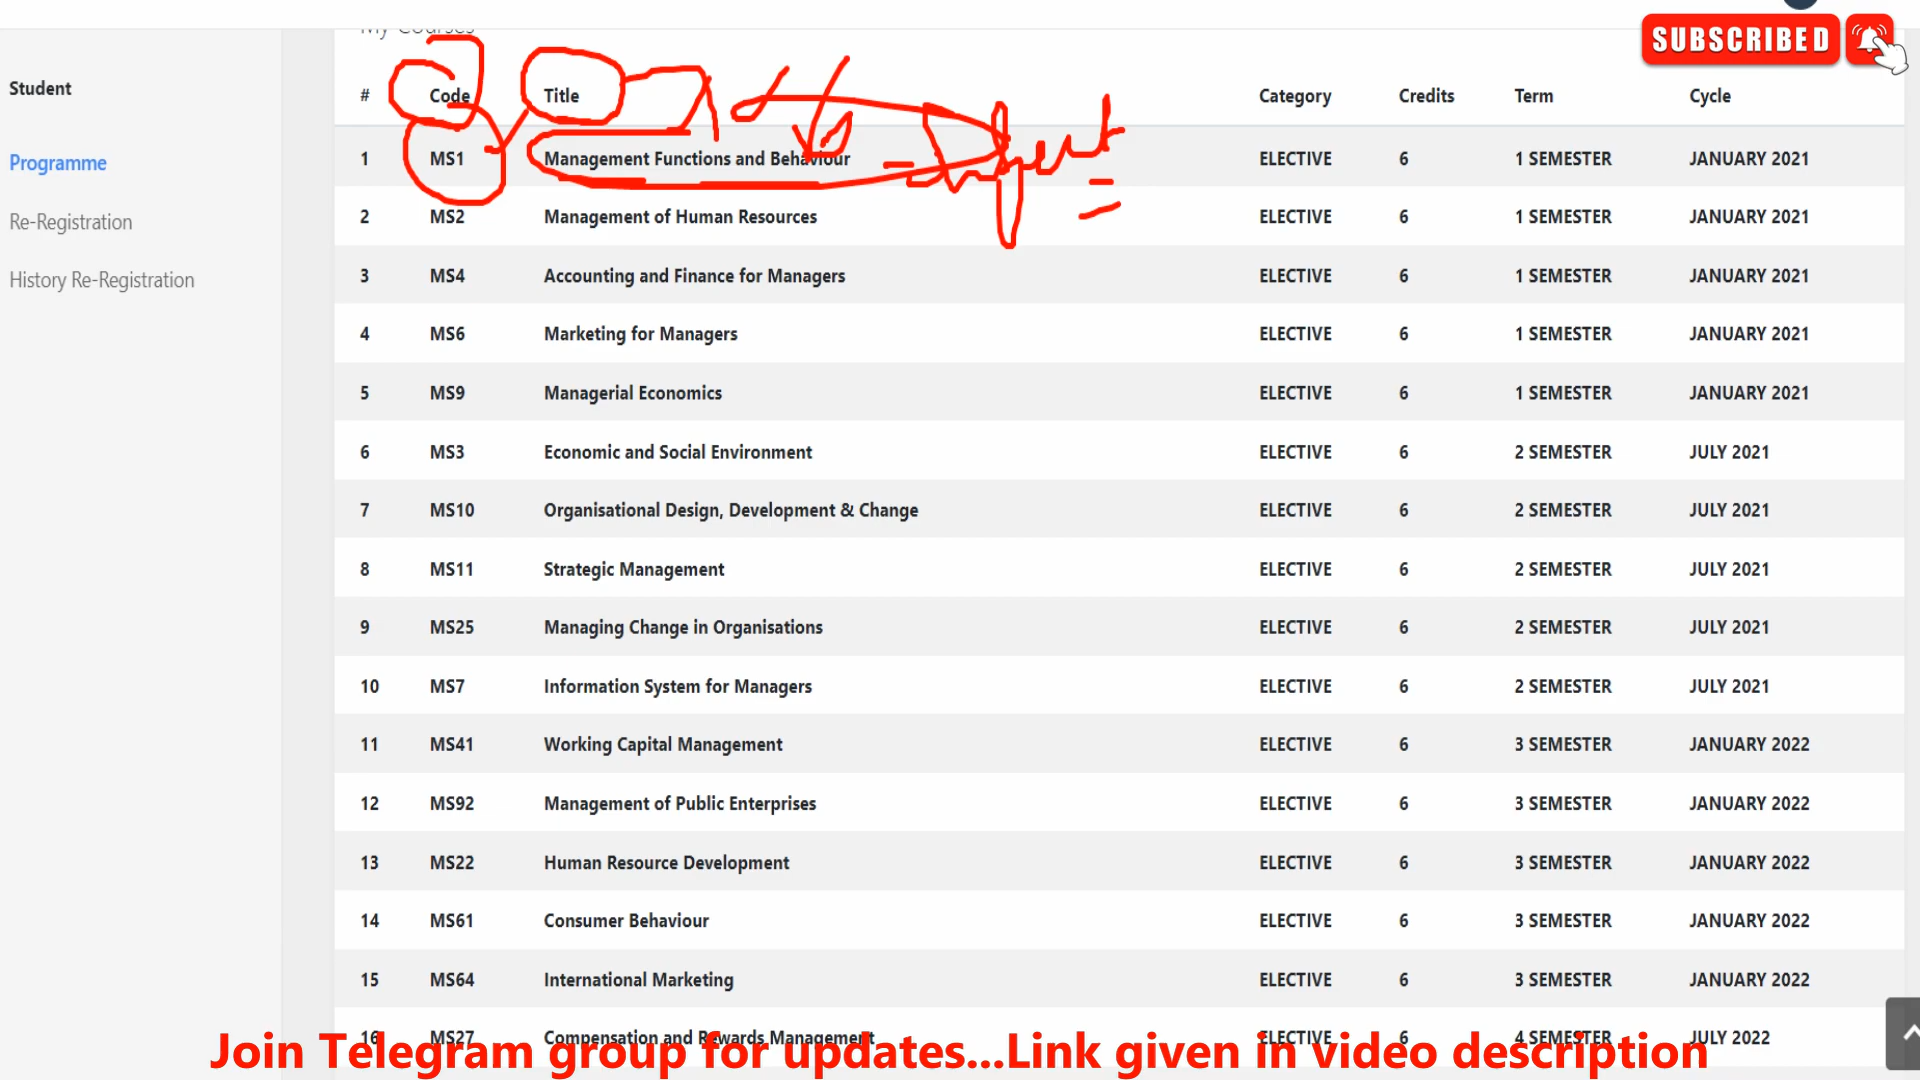 My Courses
SUBSCRIBED
Student
# Code Title Category Credits Term Cycle
1 MS1 Management Functions and Behaviour ELECTIVE 6 1 SEMESTER JANUARY 2021
Programme
2 MS2 Management of Human Resources ELECTIVE 6 1 SEMESTER JANUARY 2021
Re-Registration
3 MS4 Accounting and Finance for Managers ELECTIVE 6 1 SEMESTER JANUARY 2021
History Re-Registration
4 MS6 Marketing for Managers ELECTIVE 6 1 SEMESTER JANUARY 2021
5 MS9 Managerial Economics ELECTIVE 6 1 SEMESTER JANUARY 2021
6 MS3 Economic and Social Environment ELECTIVE 6 2 SEMESTER JULY 2021
7 MS10 Organisational Design, Development & Change ELECTIVE 6 2 SEMESTER JULY 2021
8 MS11 Strategic Management ELECTIVE 6 2 SEMESTER JULY 2021
9 MS25 Managing Change in Organisations ELECTIVE 6 2 SEMESTER JULY 2021
10 MS7 Information System for Managers ELECTIVE 6 2 SEMESTER JULY 2021
11 MS41 Working Capital Management ELECTIVE 6 3 SEMESTER JANUARY 2022
12 MS92 Management of Public Enterprises ELECTIVE 6 3 SEMESTER JANUARY 2022
13 MS22 Human Resource Development ELECTIVE 6 3 SEMESTER JANUARY 2022
14 MS61 Consumer Behaviour ELECTIVE 6 3 SEMESTER JANUARY 2022
15 MS64 International Marketing ELECTIVE 6 3 SEMESTER JANUARY 2022
16 MS27 Compensation and Rewards Management ELECTIVE 6 4 SEMESTER JULY 2022
Join Telegram group for updates...Link given in video description